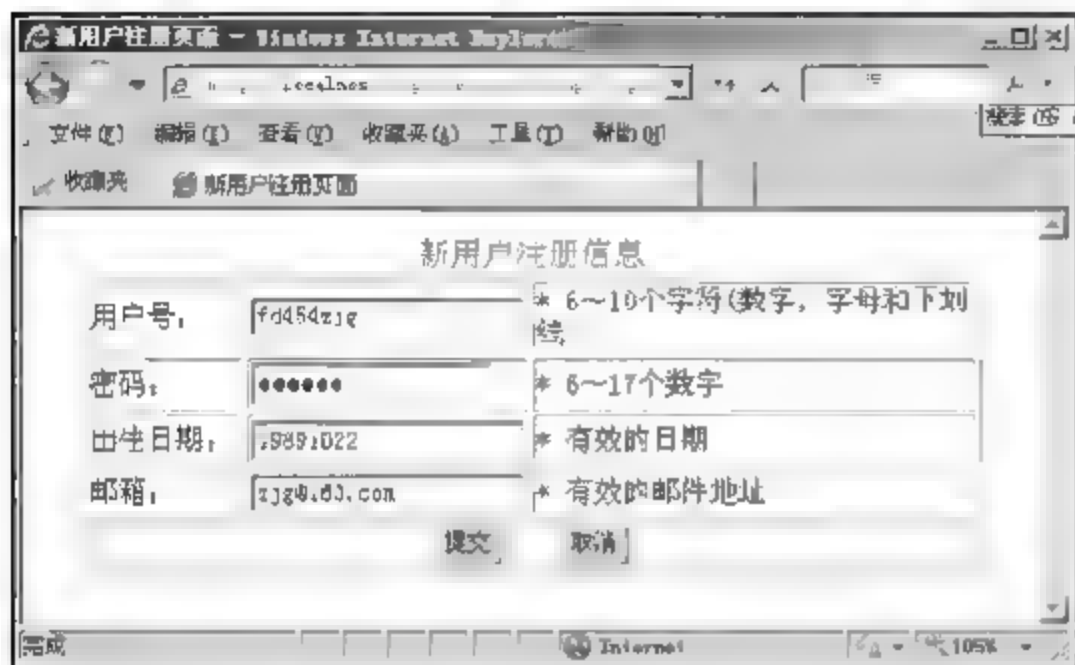 新用户注册页面 - Windows Internet Explorer
文件(F) 编辑(E) 查看(V) 收藏夹(A) 工具(T) 帮助(H)
收藏夹 新用户注册页面
新用户注册信息
用户号: fd454zjg * 6~10个字符(数字, 字母和下划
线
密码: ●●●●●● * 6~17个数字
出生日期: 19891022 * 有效的日期
邮箱: zjg@163.com * 有效的邮件地址
提交 取消
完成 Internet 105%